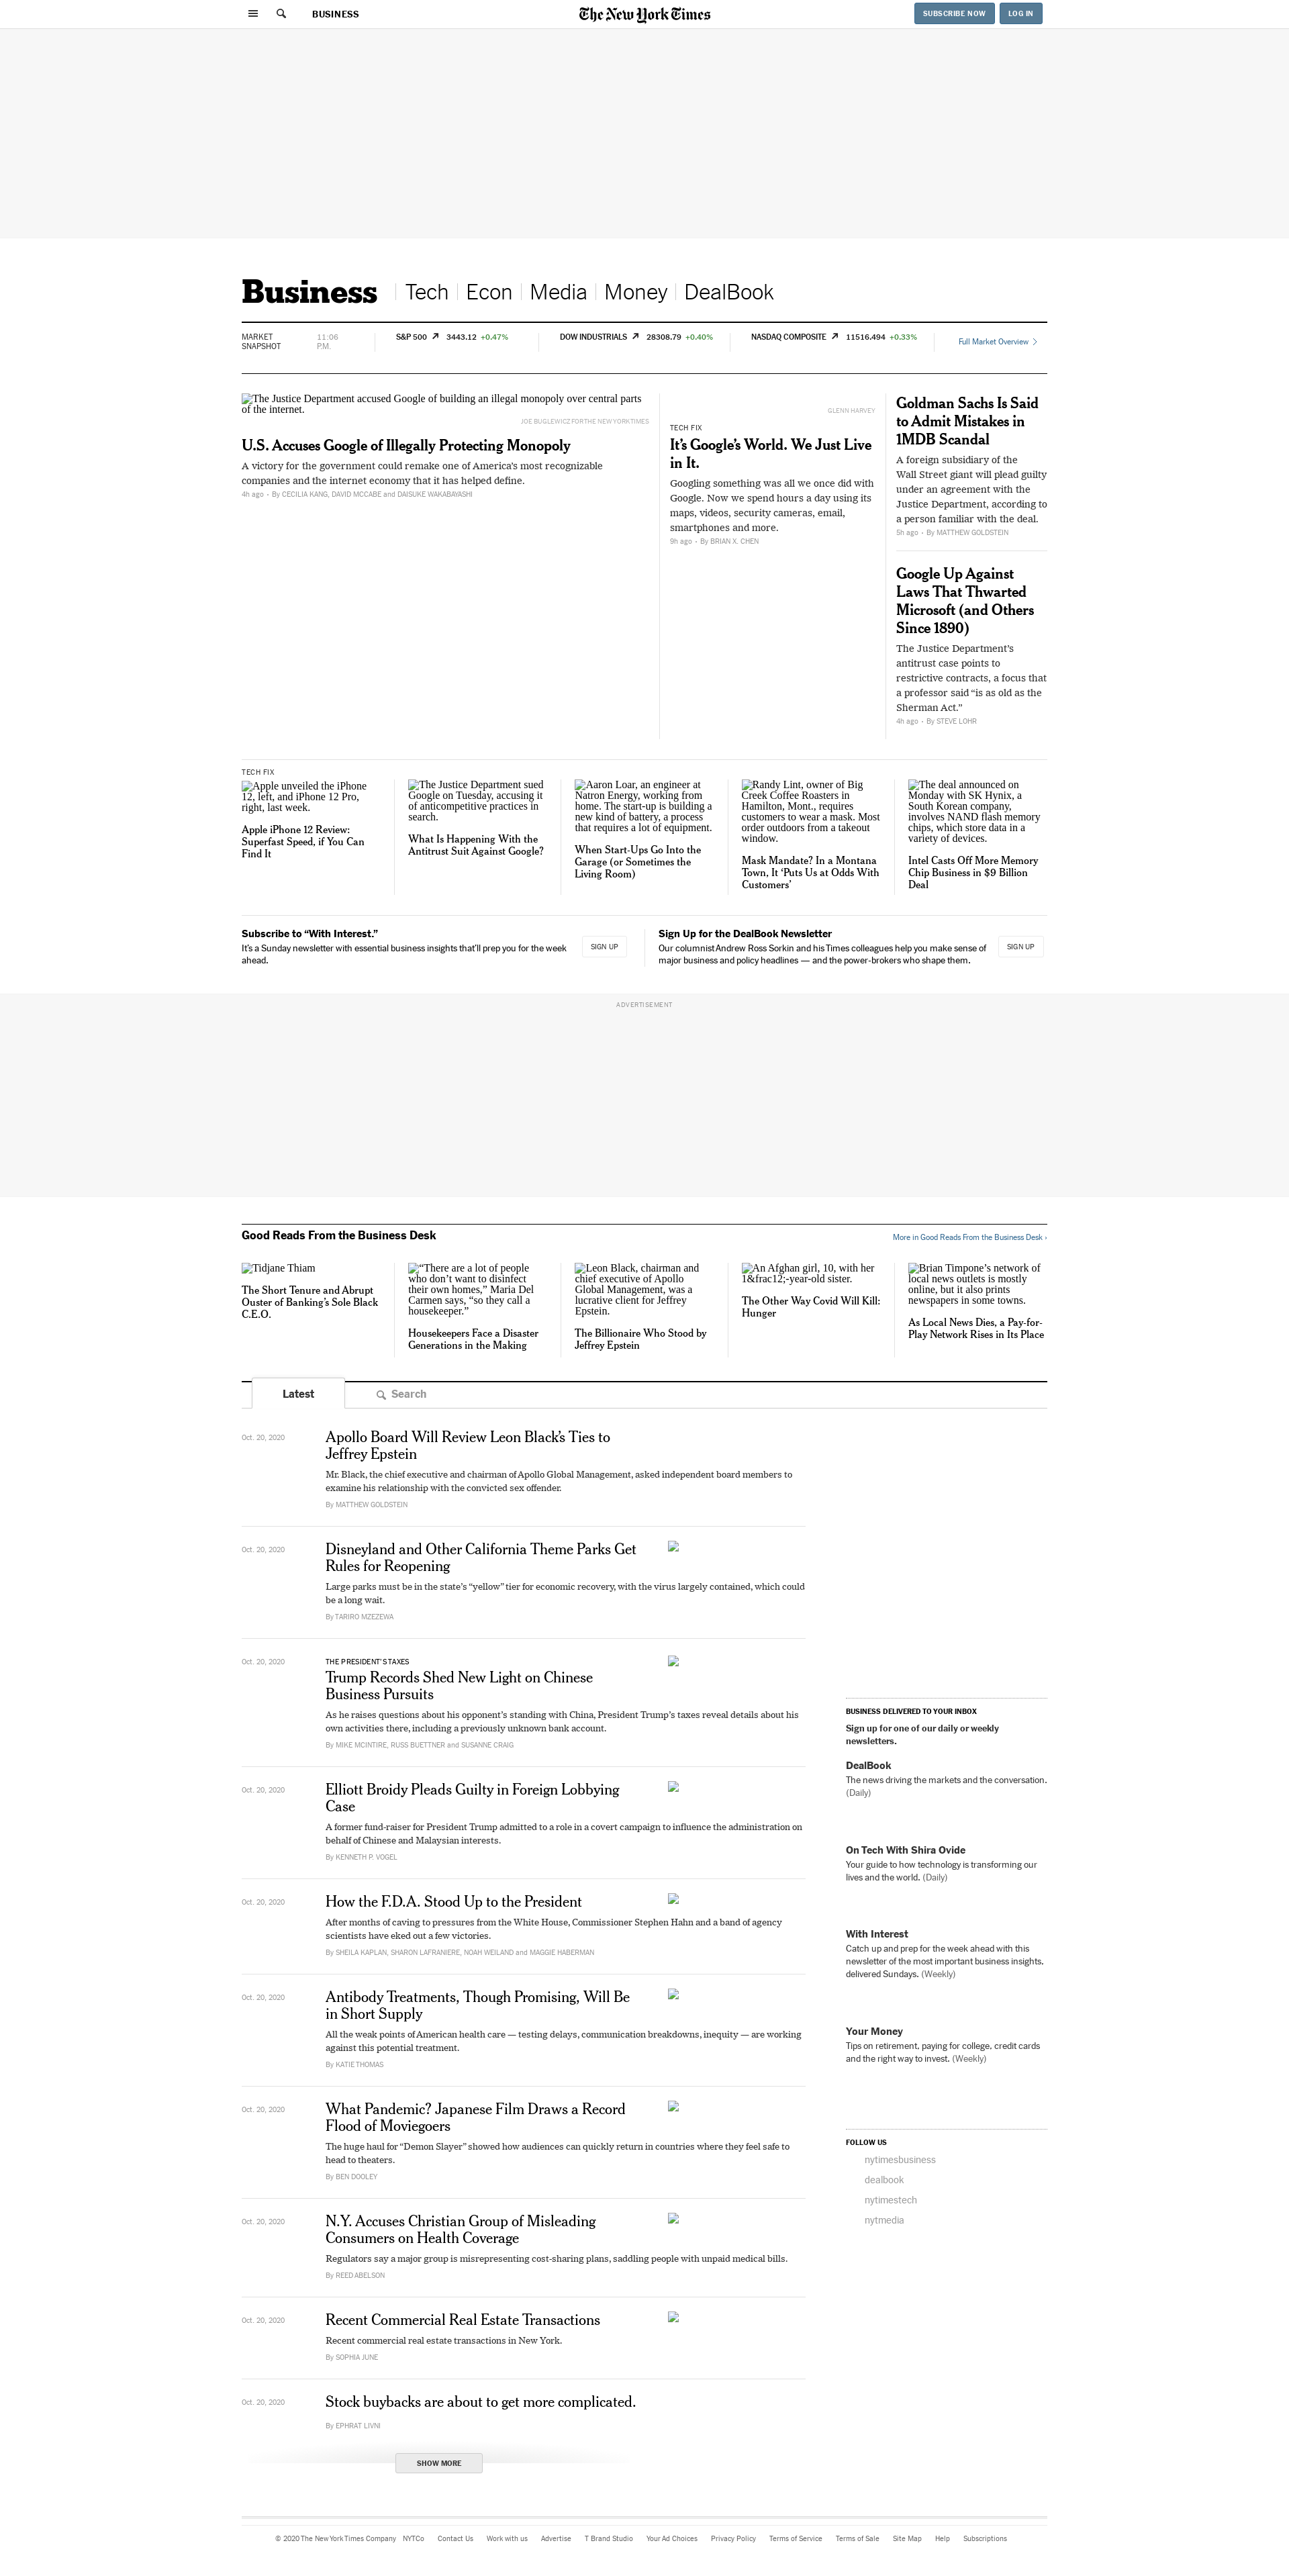 BUSINESS
The New York Times
SUBSCRIBE NOW
LOG IN
Business
Tech
Econ
Media
Money
DealBook
MARKET
SNAPSHOT
11:06
P.M.
S&P 500 3443.12 +0.47%
DOW INDUSTRIALS 28308.79 +0.40%
NASDAQ COMPOSITE 11516.494 +0.33%
Full Market Overview
The Justice Department accused Google of building an illegal monopoly over central parts
of the internet.
JOE BUGLEWICZ FOR THE NEW YORK TIMES
U.S. Accuses Google of Illegally Protecting Monopoly
A victory for the government could remake one of America's most recognizable
companies and the internet economy that it has helped define.
4h ago • By CECILIA KANG, DAVID MCCABE and DAISUKE WAKABAYASHI
GLENN HARVEY
TECH FIX
It's Google's World. We Just Live
in It.
Googling something was all we once did with
Google. Now we spend hours a day using its
maps, videos, security cameras, email,
smartphones and more.
9h ago • By BRIAN X. CHEN
Goldman Sachs Is Said
to Admit Mistakes in
1MDB Scandal
A foreign subsidiary of the
Wall Street giant will plead guilty
under an agreement with the
Justice Department, according to
a person familiar with the deal.
5h ago • By MATTHEW GOLDSTEIN
Google Up Against
Laws That Thwarted
Microsoft (and Others
Since 1890)
The Justice Department's
antitrust case points to
restrictive contracts, a focus that
a professor said “is as old as the
Sherman Act.”
4h ago • By STEVE LOHR
TECH FIX
Apple unveiled the iPhone
12, left, and iPhone 12 Pro,
right, last week.
Apple iPhone 12 Review:
Superfast Speed, if You Can
Find It
The Justice Department sued
Google on Tuesday, accusing it
of anticompetitive practices in
search.
What Is Happening With the
Antitrust Suit Against Google?
Aaron Loar, an engineer at
Natron Energy, working from
home. The start-up is building a
new kind of battery, a process
that requires a lot of equipment.
When Start-Ups Go Into the
Garage (or Sometimes the
Living Room)
Randy Lint, owner of Big
Creek Coffee Roasters in
Hamilton, Mont., requires
customers to wear a mask. Most
order outdoors from a takeout
window.
Mask Mandate? In a Montana
Town, It ‘Puts Us at Odds With
Customers’
The deal announced on
Monday with SK Hynix, a
South Korean company,
involves NAND flash memory
chips, which store data in a
variety of devices.
Intel Casts Off More Memory
Chip Business in $9 Billion
Deal
Subscribe to “With Interest.”
It's a Sunday newsletter with essential business insights that'll prep you for the week
ahead.
SIGN UP
Sign Up for the DealBook Newsletter
Our columnist Andrew Ross Sorkin and his Times colleagues help you make sense of
major business and policy headlines — and the power-brokers who shape them.
SIGN UP
ADVERTISEMENT
Good Reads From the Business Desk
More in Good Reads From the Business Desk ›
Tidjane Thiam
The Short Tenure and Abrupt
Ouster of Banking's Sole Black
C.E.O.
“There are a lot of people
who don’t want to disinfect
their own homes,” Maria Del
Carmen says, “so they call a
housekeeper.”
Housekeepers Face a Disaster
Generations in the Making
Leon Black, chairman and
chief executive of Apollo
Global Management, was a
lucrative client for Jeffrey
Epstein.
The Billionaire Who Stood by
Jeffrey Epstein
An Afghan girl, 10, with her
1&frac12;-year-old sister.
The Other Way Covid Will Kill:
Hunger
Brian Timpone’s network of
local news outlets is mostly
online, but it also prints
newspapers in some towns.
As Local News Dies, a Pay-for-
Play Network Rises in Its Place
Latest
Search
Oct. 20, 2020
Apollo Board Will Review Leon Black's Ties to
Jeffrey Epstein
Mr. Black, the chief executive and chairman of Apollo Global Management, asked independent board members to
examine his relationship with the convicted sex offender.
By MATTHEW GOLDSTEIN
Oct. 20, 2020
Disneyland and Other California Theme Parks Get
Rules for Reopening
Large parks must be in the state's “yellow” tier for economic recovery, with the virus largely contained, which could
be a long wait.
By TARIRO MZEZEWA
Oct. 20, 2020
THE PRESIDENT'S TAXES
Trump Records Shed New Light on Chinese
Business Pursuits
As he raises questions about his opponent's standing with China, President Trump's taxes reveal details about his
own activities there, including a previously unknown bank account.
By MIKE MCINTIRE, RUSS BUETTNER and SUSANNE CRAIG
Oct. 20, 2020
Elliott Broidy Pleads Guilty in Foreign Lobbying
Case
A former fund-raiser for President Trump admitted to a role in a covert campaign to influence the administration on
behalf of Chinese and Malaysian interests.
By KENNETH P. VOGEL
Oct. 20, 2020
How the F.D.A. Stood Up to the President
After months of caving to pressures from the White House, Commissioner Stephen Hahn and a band of agency
scientists have eked out a few victories.
By SHEILA KAPLAN, SHARON LAFRANIERE, NOAH WEILAND and MAGGIE HABERMAN
Oct. 20, 2020
Antibody Treatments, Though Promising, Will Be
in Short Supply
All the weak points of American health care — testing delays, communication breakdowns, inequity — are working
against this potential treatment.
By KATIE THOMAS
Oct. 20, 2020
What Pandemic? Japanese Film Draws a Record
Flood of Moviegoers
The huge haul for “Demon Slayer” showed how audiences can quickly return in countries where they feel safe to
head to theaters.
By BEN DOOLEY
Oct. 20, 2020
N.Y. Accuses Christian Group of Misleading
Consumers on Health Coverage
Regulators say a major group is misrepresenting cost-sharing plans, saddling people with unpaid medical bills.
By REED ABELSON
Oct. 20, 2020
Recent Commercial Real Estate Transactions
Recent commercial real estate transactions in New York.
By SOPHIA JUNE
Oct. 20, 2020
Stock buybacks are about to get more complicated.
By EPHRAT LIVNI
SHOW MORE
BUSINESS DELIVERED TO YOUR INBOX
Sign up for one of our daily or weekly
newsletters.
DealBook
The news driving the markets and the conversation.
(Daily)
On Tech With Shira Ovide
Your guide to how technology is transforming our
lives and the world. (Daily)
With Interest
Catch up and prep for the week ahead with this
newsletter of the most important business insights,
delivered Sundays. (Weekly)
Your Money
Tips on retirement, paying for college, credit cards
and the right way to invest. (Weekly)
FOLLOW US
nytimesbusiness
dealbook
nytimestech
nytmedia
© 2020 The New York Times Company NYTCo Contact Us Work with us Advertise T Brand Studio Your Ad Choices Privacy Policy Terms of Service Terms of Sale Site Map Help Subscriptions